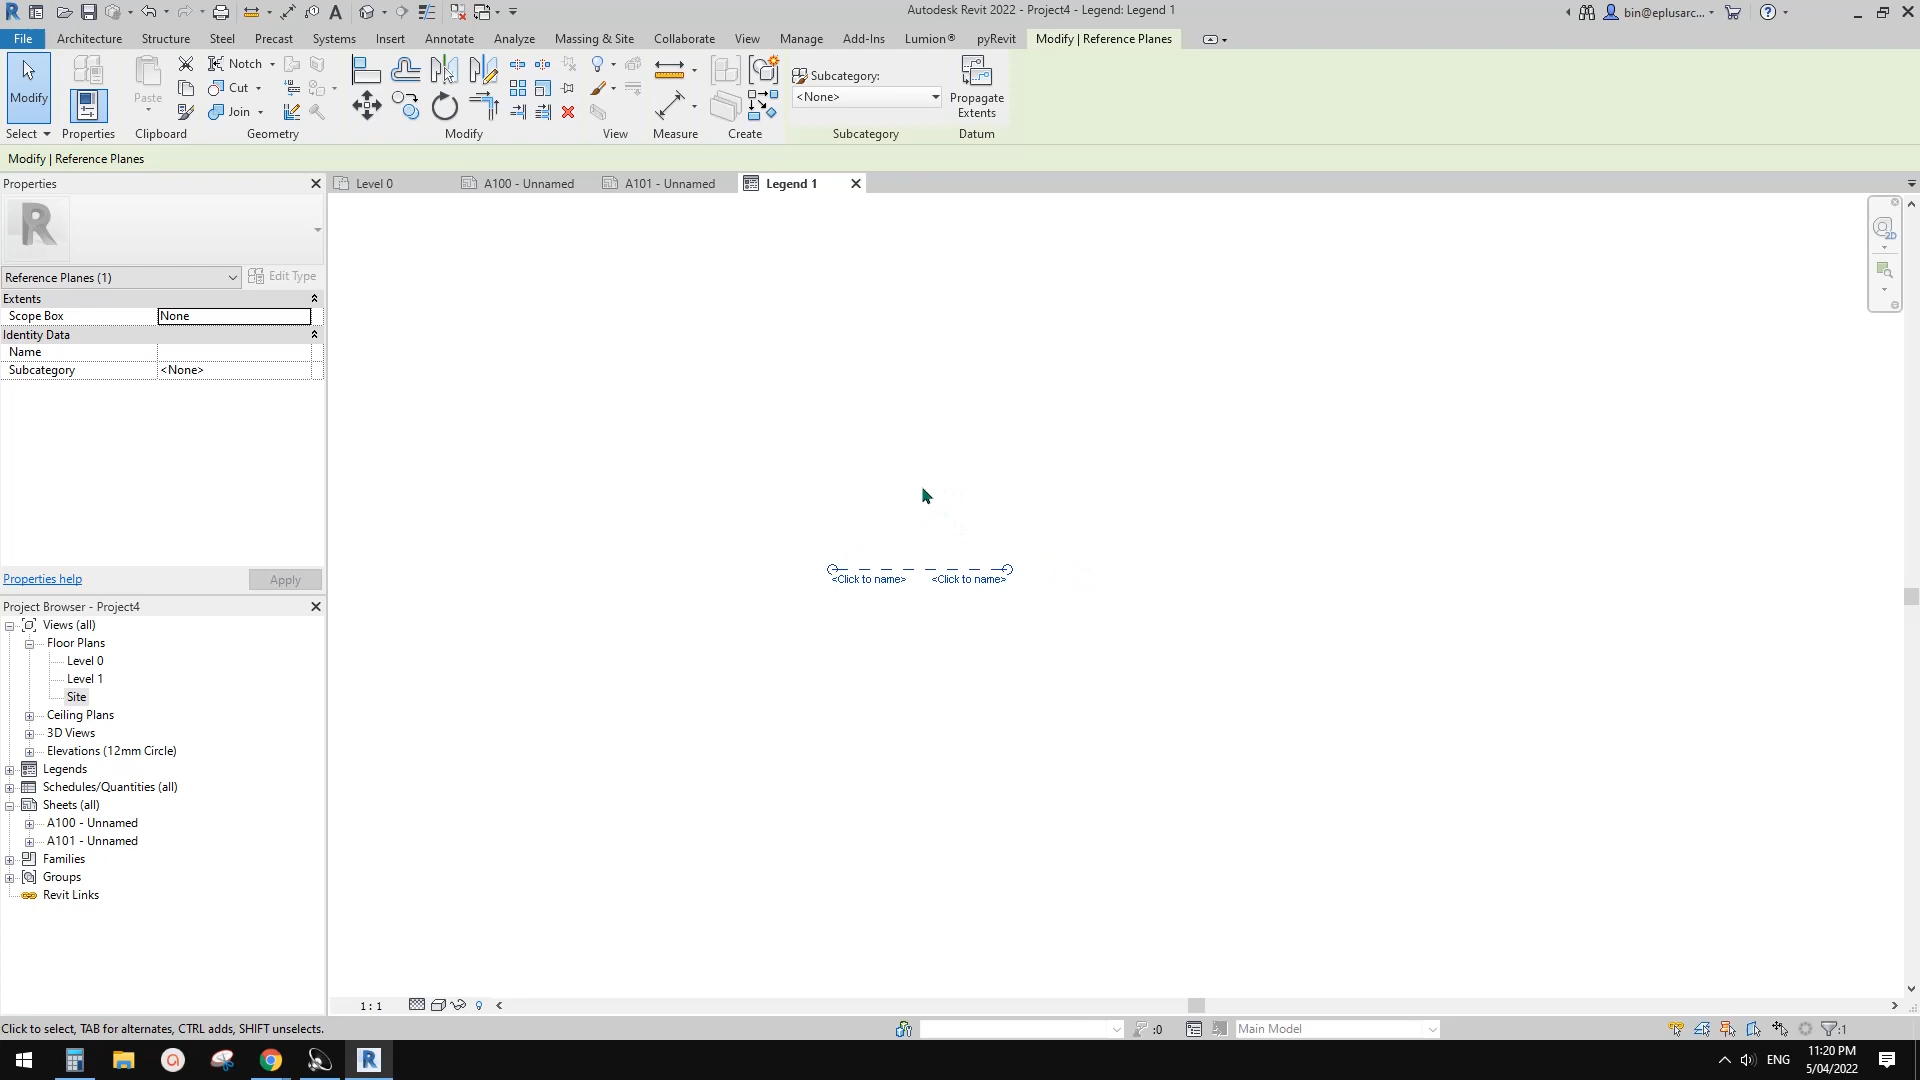 Autodesk Revit 2022 - Project4 - Legend: Legend 1
bin@eplusarc...
File Architecture Structure Steel Precast Systems Insert Annotate Analyze Massing & Site Collaborate View Manage Add-Ins Lumion® pyRevit Modify | Reference Planes
Modify
Paste
Notch
Cut
Join
Subcategory:
<None>
Propagate
Extents
Select Properties Clipboard Geometry Modify View Measure Create Subcategory Datum
Modify | Reference Planes
Properties
Level 0
A100 - Unnamed
A101 - Unnamed
Legend 1
R
2D
Reference Planes (1)
Edit Type
Extents
Scope Box None
Identity Data
Name
Subcategory <None>
<Click to name> <Click to name>
Properties help
Apply
Project Browser - Project4
Views (all)
Floor Plans
Level 0
Level 1
Site
Ceiling Plans
3D Views
Elevations (12mm Circle)
Legends
Schedules/Quantities (all)
Sheets (all)
A100 - Unnamed
A101 - Unnamed
Families
Groups
Revit Links
1 : 1
Click to select, TAB for alternates, CTRL adds, SHIFT unselects.
:0
Main Model
:1
ENG
11:20 PM
5/04/2022